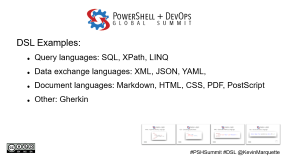 POWERSHELL + DEVOPS
GLOBAL SUMMIT
DSL Examples:
Query languages: SQL, XPath, LINQ
Data exchange languages: XML, JSON, YAML,
Document languages: Markdown, HTML, CSS, PDF, PostScript
Other: Gherkin
#PSHSummit #DSL @KevinMarquette